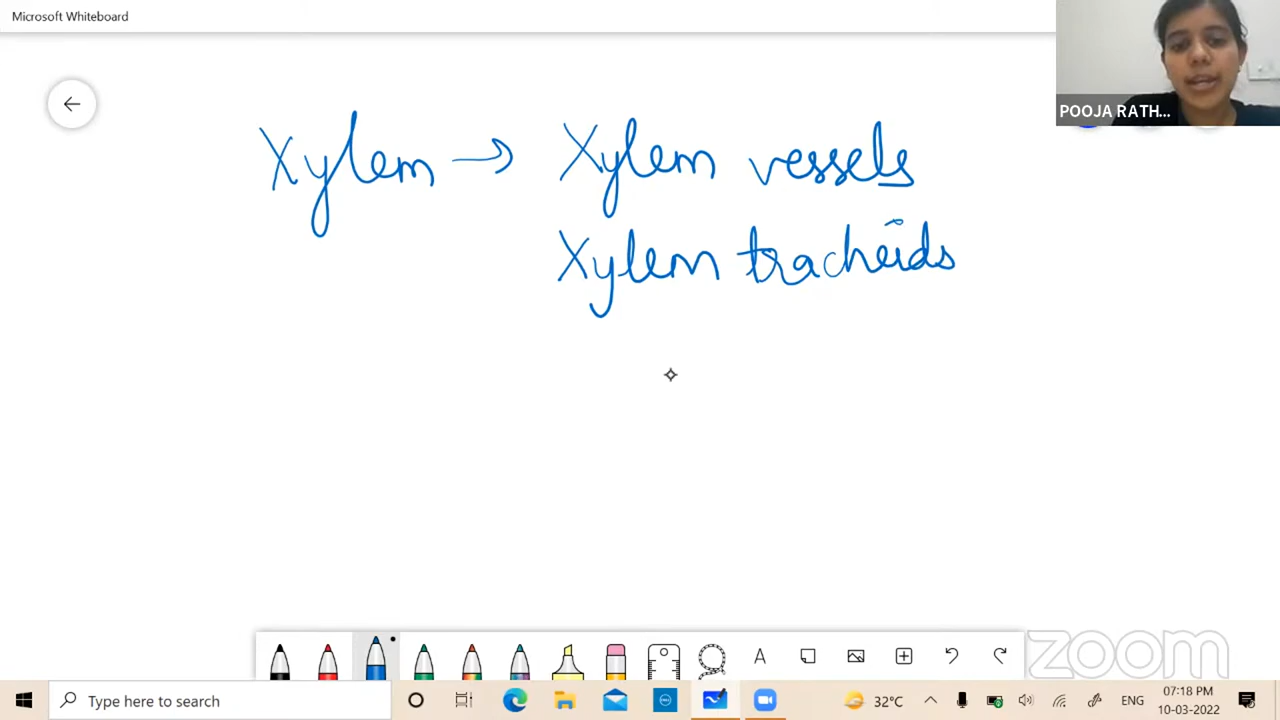 Microsoft Whiteboard
POOJA RATH...
Xylem → Xylem vessels
Xylem tracheids
zoom
Type here to search
32°C
ENG
07:18 PM
10-03-2022